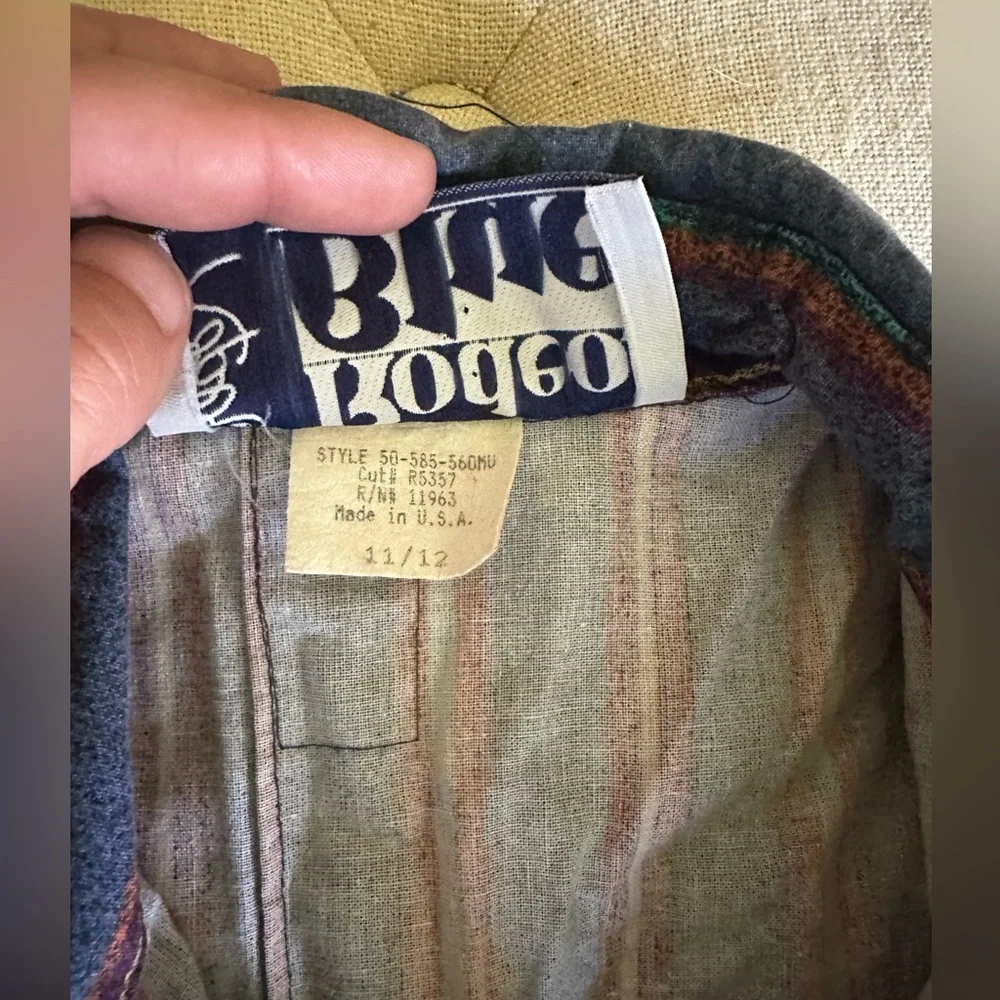 Blue
Rodeo
STYLE 50-585-560MU
Cut# R5357
R/N# 11963
Made in U.S.A.
11/12